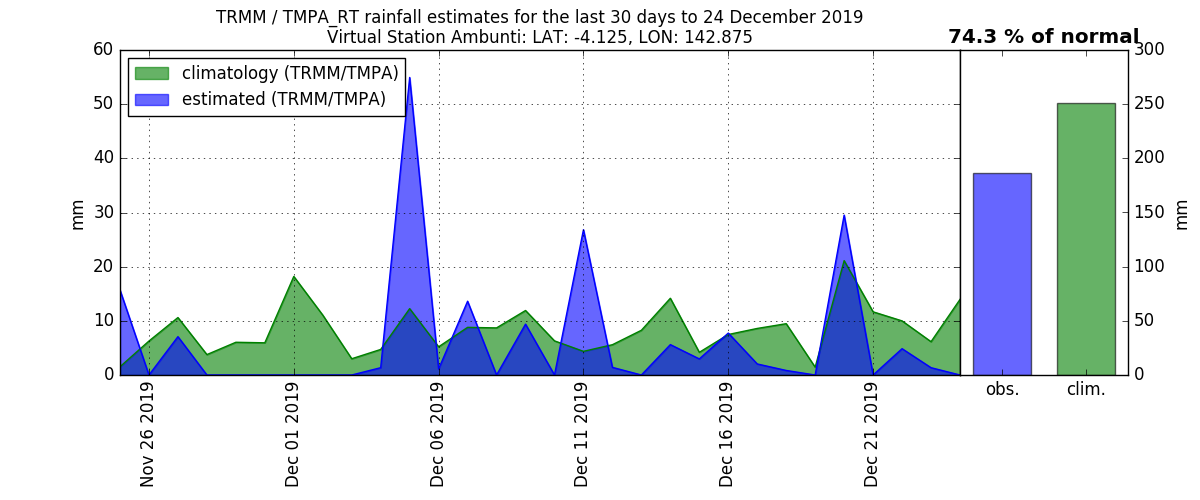 TRMM / TMPA_RT rainfall estimates for the last 30 days to 24 December 2019
Virtual Station Ambunti: LAT: -4.125, LON: 142.875
74.3 % of normal
climatology (TRMM/TMPA)
estimated (TRMM/TMPA)
mm
60
50
40
30
20
10
0
Nov 26 2019
Dec 01 2019
Dec 06 2019
Dec 11 2019
Dec 16 2019
Dec 21 2019
300
250
200
150
100
50
0
mm
obs.
clim.